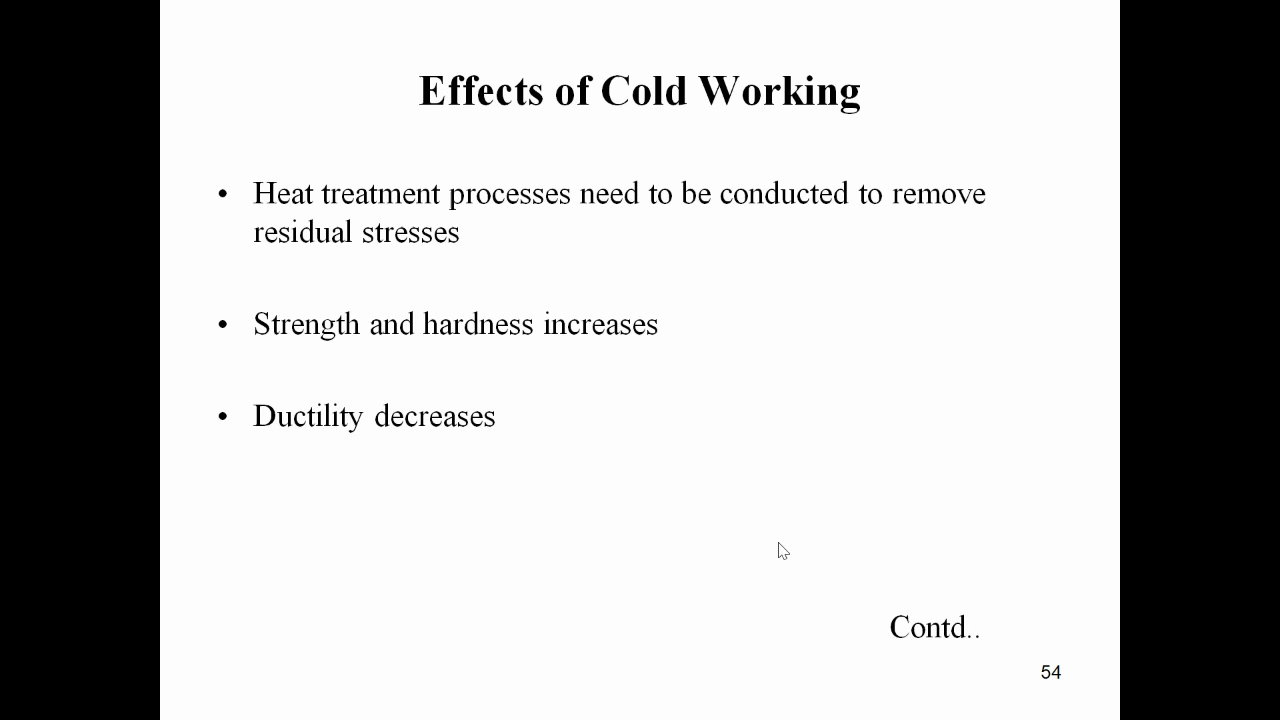 Effects of Cold Working
• Heat treatment processes need to be conducted to remove
residual stresses
• Strength and hardness increases
• Ductility decreases
Contd..
54